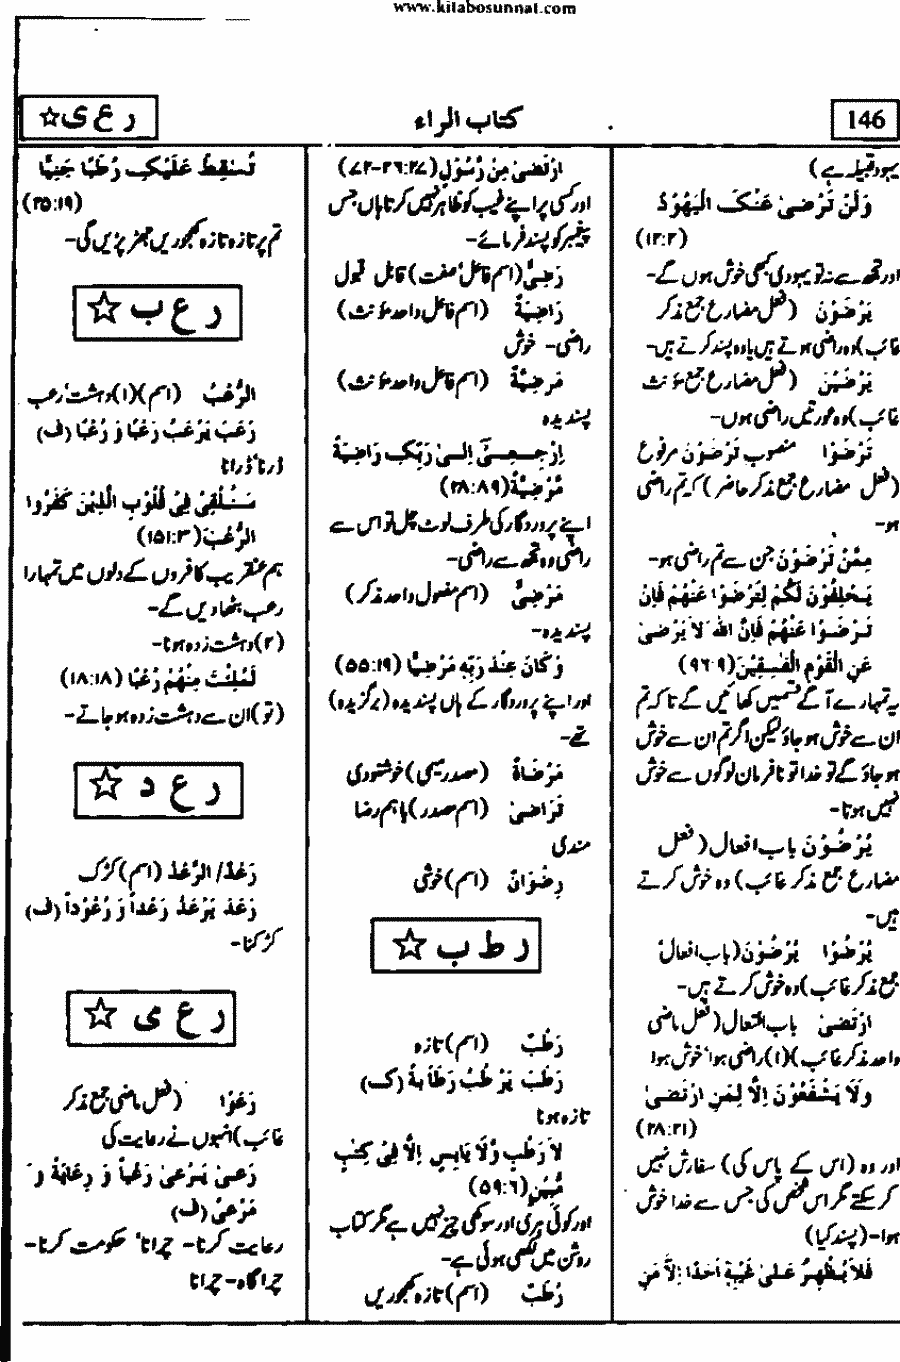 www.kitabosunnat.com
146
کتاب الراء
ر ع ی ☆
یہود قبیلہ ہے)
وَلَنْ تَرْضیٰ عَنْکَ الْیَهُوْدُ
(۱۲:۲)
اور تجھ سے نہ تو یہودی کبھی خوش ہوں گے-
یَرْضَوْنَ (فعل مضارع جمع مذکر
غائب)وہ راضی ہوتے ہیں یا وہ پسند کرتے ہیں-
یَرْضَیْنَ (فعل مضارع جمع مؤنث
غائب)وہ عورتیں راضی ہوں-
تَرْضَوْا منصوب تَرْضَوْنَ مرفوع
(فعل مضارع جمع مذکر حاضر) کہ تم راضی
ہو-
مِمَّنْ تَرْضَوْنَ جن سے تم راضی ہو-
یَحْلِفُوْنَ لَکُمْ لِتَرْضَوْا عَنْهُمْ فَاِنْ
تَرْضَوْا عَنْهُمْ فَاِنَّ اللهَ لَا یَرْضیٰ
عَنِ الْقَوْمِ الْفٰسِقِیْنَ(۹:۹۶)
یہ تمہارے آگے قسمیں کھائیں گے تاکہ تم
ان سے خوش ہو جاؤ لیکن اگر تم ان سے خوش
ہو جاؤ گے تو خدا تو نافرمان لوگوں سے خوش
نہیں ہوتا-
یُرْضُوْنَ باب افعال (فعل
مضارع جمع مذکر غائب) وہ خوش کرتے
ہیں-
یُرْضُوْا یُرْضُوْنَ(باب افعال
جمع مذکر غائب)وہ خوش کرتے ہیں-
اِرْتَضیٰ باب افتعال(فعل ماضی
واحد مذکر غائب)(۱)راضی ہوا' خوش ہوا
وَلَا یَشْفَعُوْنَ اِلَّا لِمَنِ ارْتَضیٰ
(۲۸:۲۱)
اور وہ (اس کے پاس کی) سفارش نہیں
کر سکتے مگر اس شخص کی جس سے خدا خوش
ہوا-(پسند کیا)
فَلَا یُظْهِرُ عَلیٰ غَیْبِهٖ اَحَدًا اِلَّا مَنِ
ارْتَضیٰ مِنْ رَّسُوْلٍ(۷۲:۲۶-۲۷)
اور کسی پر اپنے غیب کو ظاہر نہیں کرتا ہاں جس
پیغمبر کو پسند فرمائے-
رَضِیٌّ(اسم فاعل' صفت) قائل قبول
رَاضِیَةٌ (اسم فاعل واحد مؤنث)
راضی- خوش
مَرْضِیَّةٌ (اسم فاعل واحد مؤنث)
پسندیدہ
اِرْجِعِیْٓ اِلیٰ رَبِّکِ رَاضِیَةً
مَّرْضِیَّةً(۲۸:۸۹)
اپنے پروردگار کی طرف لوٹ چل تو اس سے
راضی وہ تجھ سے راضی-
مَرْضِیٌّ (اسم مفعول واحد مذکر)
پسندیدہ-
وَکَانَ عِنْدَ رَبِّهٖ مَرْضِیًّا (۵۵:۱۹)
اور اپنے پروردگار کے ہاں پسندیدہ (برگزیدہ)
تھے-
مَرْضَاةٌ (مصدر میمی)خوشنودی
تَرَاضیٰ (اسم مصدر)باہم رضا
مندی
رِضْوَانٌ (اسم)خوشی
ر ط ب ☆
رَطْبٌ (اسم)تازہ
رَطَبَ یَرْطُبُ رَطَابَةً (ک)
تازہ ہونا
لَا رَطْبٍ وَّلَا یَابِسٍ اِلَّا فِیْ کِتٰبٍ
مُّبِیْنٍ(۵۹:۶)
اور کوئی ہری اور سوکھی چیز نہیں ہے مگر کتاب
روشن میں لکھی ہوئی ہے-
رُطَبٌ (اسم)تازہ کھجوریں
تُسٰقِطْ عَلَیْکِ رُطَبًا جَنِیًّا
(۲۵:۱۹)
تم پر تازہ تازہ کھجوریں جھڑ پڑیں گی-
ر ع ب ☆
الرُّعْبُ (اسم)(۱)دہشت' رعب
رَعَبَ یَرْعَبُ رَعْبًا وَ رُعْبًا (ف)
ڈرنا' ڈرانا
سَنُلْقِیْ فِیْ قُلُوْبِ الَّذِیْنَ کَفَرُوا
الرُّعْبَ(۱۵۱:۳)
ہم عنقریب کافروں کے دلوں میں تمہارا
رعب بٹھا دیں گے-
(۲)دہشت زدہ ہونا-
لَمُلِئْتَ مِنْهُمْ رُعْبًا (۱۸:۱۸)
(تو)ان سے دہشت زدہ ہو جاتے-
ر ع د ☆
رَعْدٌ/ الرَّعْدُ (اسم)کڑک
رَعَدَ یَرْعَدُ رَعْدًا وَ رُعُوْدًا (ف)
کڑکنا-
ر ع ی ☆
رَعَوْا (فعل ماضی جمع مذکر
غائب)انہوں نے رعایت کی
رَعیٰ یَرْعیٰ رَعْیًا وَ رِعَایَةً وَ
مَرْعیً (ف)
رعایت کرنا- چرانا' حکومت کرنا-
چراگاہ- چرانا